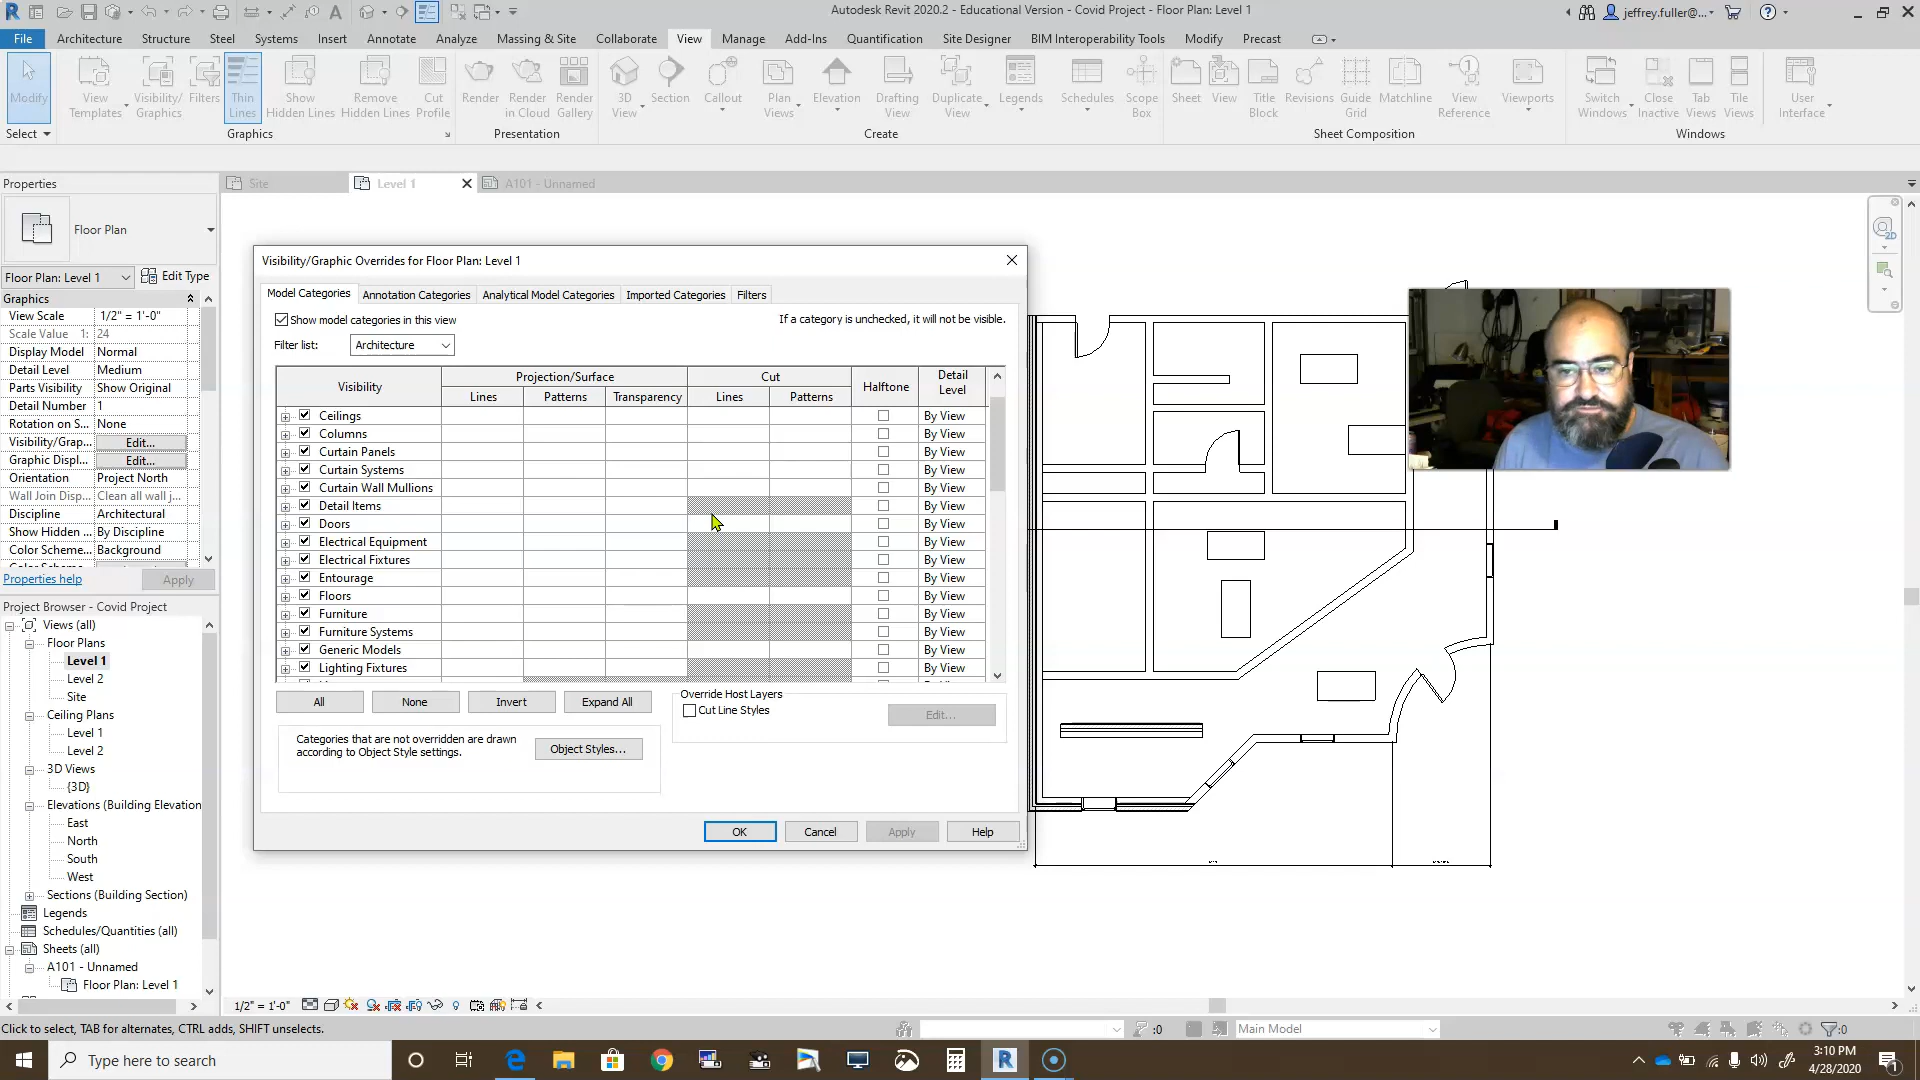 Autodesk Revit 2020.2 - Educational Version - Covid Project - Floor Plan: Level 1
jeffrey.fuller@...
File Architecture Structure Steel Systems Insert Annotate Analyze Massing & Site Collaborate View Manage Add-Ins Quantification Site Designer BIM Interoperability Tools Modify Precast
Modify
View Templates
Visibility/ Graphics
Filters
Thin Lines
Show Hidden Lines
Remove Hidden Lines
Cut Profile
Render
Render in Cloud
Render Gallery
3D View
Section
Callout
Plan Views
Elevation
Drafting View
Duplicate View
Legends
Schedules
Scope Box
Sheet
View
Title Block
Revisions
Guide Grid
Matchline
View Reference
Viewports
Switch Windows
Close Inactive
Tab Views
Tile Views
User Interface
Select Graphics Presentation Create Sheet Composition Windows
Properties
Site Level 1 A101 - Unnamed
Floor Plan
Floor Plan: Level 1 Edit Type
Graphics
View Scale 1/2" = 1'-0"
Scale Value 1: 24
Display Model Normal
Detail Level Medium
Parts Visibility Show Original
Detail Number 1
Rotation on S... None
Visibility/Grap... Edit...
Graphic Displ... Edit...
Orientation Project North
Wall Join Disp... Clean all wall j...
Discipline Architectural
Show Hidden ... By Discipline
Color Scheme... Background
Properties help Apply
Project Browser - Covid Project
Views (all)
Floor Plans
Level 1
Level 2
Site
Ceiling Plans
Level 1
Level 2
3D Views
{3D}
Elevations (Building Elevation
East
North
South
West
Sections (Building Section)
Legends
Schedules/Quantities (all)
Sheets (all)
A101 - Unnamed
Floor Plan: Level 1
Visibility/Graphic Overrides for Floor Plan: Level 1
Model Categories Annotation Categories Analytical Model Categories Imported Categories Filters
Show model categories in this view
If a category is unchecked, it will not be visible.
Filter list: Architecture
Visibility Projection/Surface Cut Halftone Detail Level
Lines Patterns Transparency Lines Patterns
Ceilings By View
Columns By View
Curtain Panels By View
Curtain Systems By View
Curtain Wall Mullions By View
Detail Items By View
Doors By View
Electrical Equipment By View
Electrical Fixtures By View
Entourage By View
Floors By View
Furniture By View
Furniture Systems By View
Generic Models By View
Lighting Fixtures By View
All None Invert Expand All
Override Host Layers
Cut Line Styles Edit...
Categories that are not overridden are drawn
according to Object Style settings.
Object Styles...
OK Cancel Apply Help
1/2" = 1'-0"
Click to select, TAB for alternates, CTRL adds, SHIFT unselects.
:0 Main Model :0
Type here to search
3:10 PM
4/28/2020